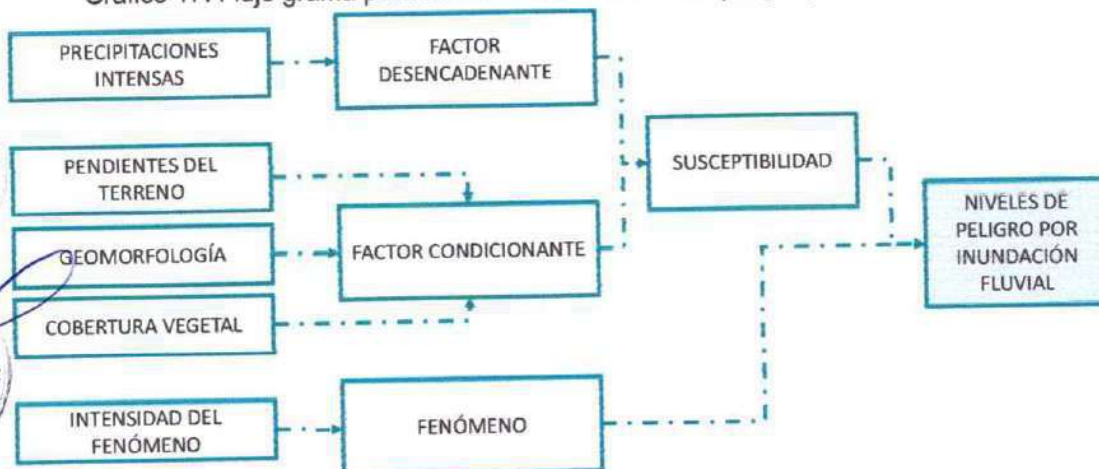 PRECIPITACIONES
INTENSAS
FACTOR
DESENCADENANTE
PENDIENTES DEL
TERRENO
SUSCEPTIBILIDAD
GEOMORFOLOGÍA
FACTOR CONDICIONANTE
NIVELES DE
PELIGRO POR
INUNDACIÓN
FLUVIAL
COBERTURA VEGETAL
INTENSIDAD DEL
FENÓMENO
FENÓMENO